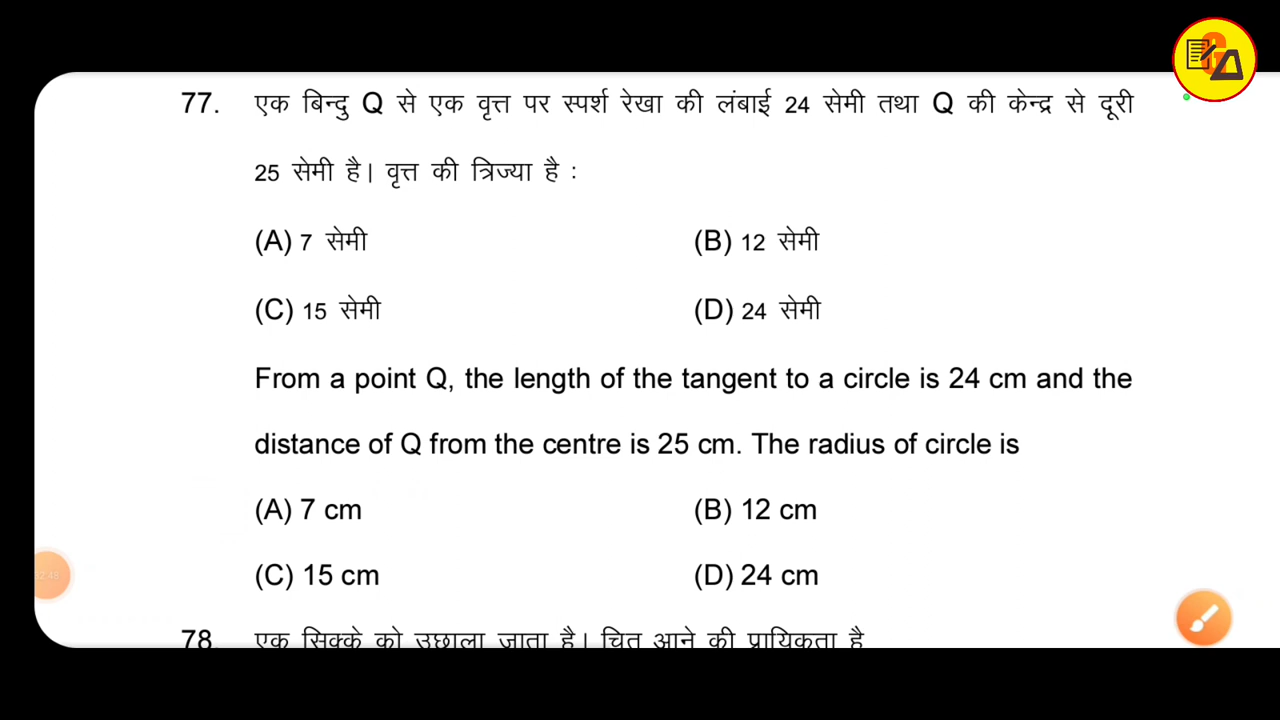 77. एक बिन्दु Q से एक वृत्त पर स्पर्श रेखा की लंबाई 24 सेमी तथा Q की केन्द्र से दूरी
25 सेमी है। वृत्त की त्रिज्या है :
(A) 7 सेमी (B) 12 सेमी
(C) 15 सेमी (D) 24 सेमी
From a point Q, the length of the tangent to a circle is 24 cm and the
distance of Q from the centre is 25 cm. The radius of circle is
(A) 7 cm (B) 12 cm
(C) 15 cm (D) 24 cm
78. एक सिक्के को उछाला जाता है। चित आने की प्रायिकता है